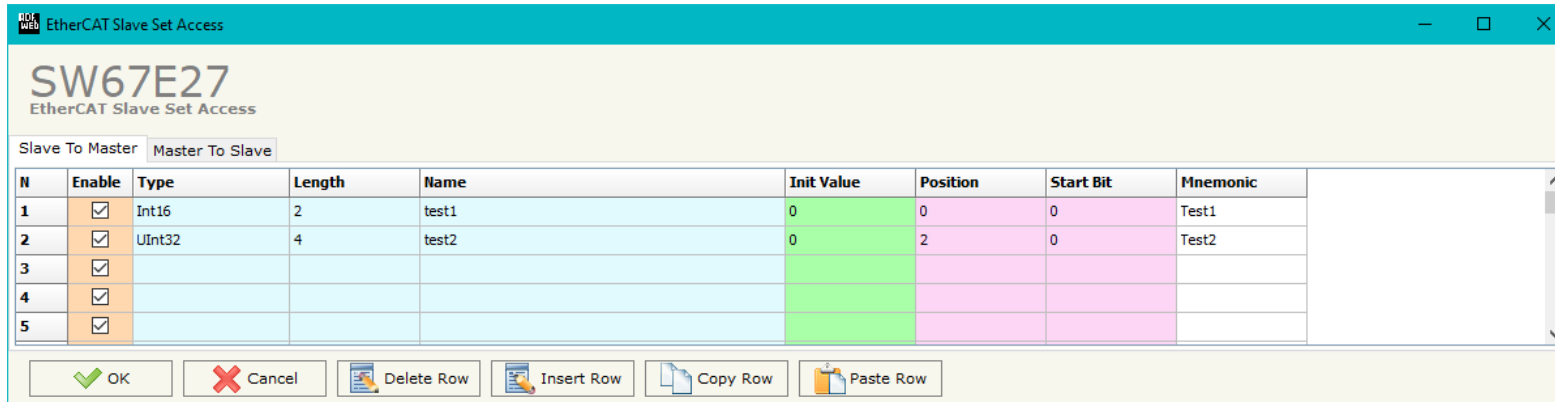 ADF WEB EtherCAT Slave Set Access
SW67E27
EtherCAT Slave Set Access
Slave To Master Master To Slave
N Enable Type Length Name Init Value Position Start Bit Mnemonic
1 Int16 2 test1 0 0 0 Test1
2 UInt32 4 test2 0 2 0 Test2
3
4
5
OK Cancel Delete Row Insert Row Copy Row Paste Row